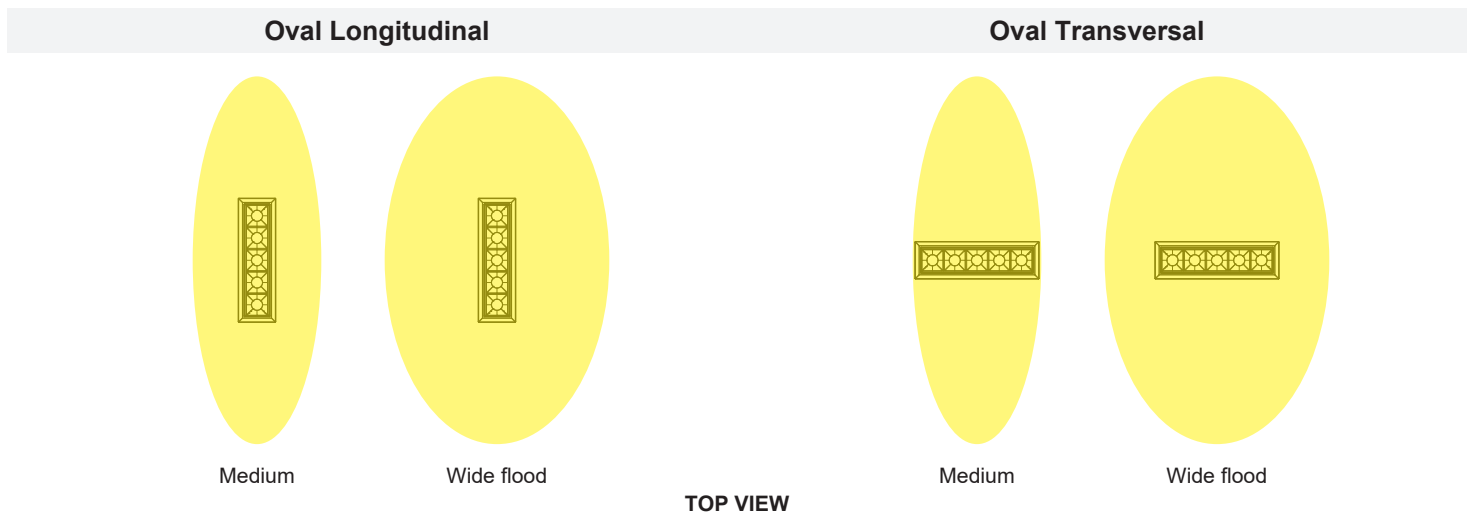 Oval Longitudinal
Oval Transversal
Medium
Wide flood
Medium
Wide flood
TOP VIEW